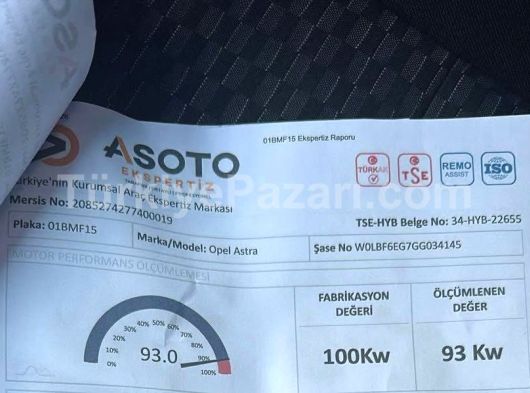 01BMF15 Ekspertiz Raporu
ASOTO
EKSPERTİZ
TÜRKAK
TSE
REMO
ASSIST
ISO
Türkiye'nin Kurumsal Araç Ekspertiz Markası
Mersis No: 2085274277400019
TSE-HYB Belge No: 34-HYB-22655
Plaka: 01BMF15
Marka/Model: Opel Astra
Şase No W0LBF6EG7GG034145
MOTOR PERFORMANS ÖLÇÜMLEMESİ
0% 10% 20% 30% 40% 50% 60% 70% 80% 90% 100%
93.0
FABRİKASYON DEĞERİ
100Kw
ÖLÇÜMLENEN DEĞER
93 Kw
TürkiyePazari.com